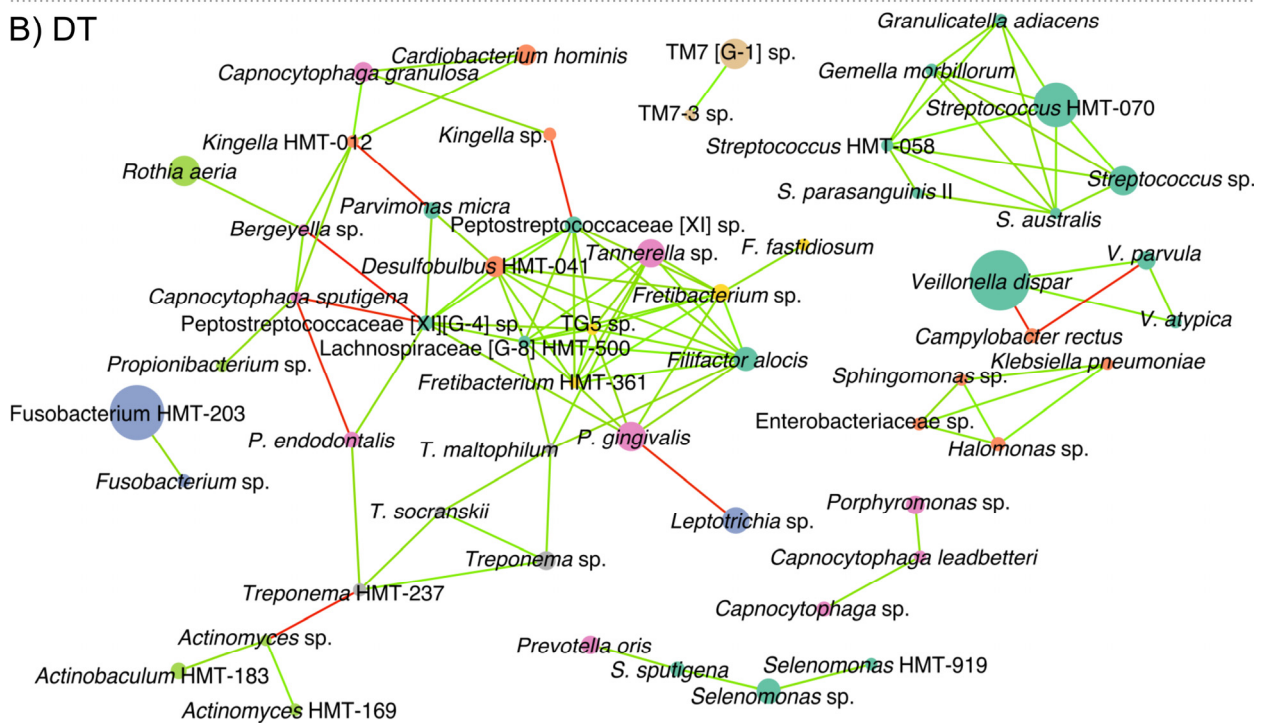 B) DT
Granulicatella adiacens
Cardiobacterium hominis
TM7 [G-1] sp.
Capnocytophaga granulosa
Gemella morbillorum
Streptococcus HMT-070
TM7-3 sp.
Kingella sp.
Kingella HMT-012
Streptococcus HMT-058
Rothia aeria
Streptococcus sp.
S. parasanguinis II
Parvimonas micra
S. australis
Peptostreptococcaceae [XI] sp.
Bergeyella sp.
F. fastidiosum
Tannerella sp.
V. parvula
Desulfobulbus HMT-041
Veillonella dispar
Fretibacterium sp.
Capnocytophaga sputigena
V. atypica
Peptostreptococcaceae [XI][G-4] sp.
TG5 sp.
Campylobacter rectus
Lachnospiraceae [G-8] HMT-500
Filifactor alocis
Klebsiella pneumoniae
Propionibacterium sp.
Sphingomonas sp.
Fretibacterium HMT-361
Fusobacterium HMT-203
Enterobacteriaceae sp.
P. endodontalis
P. gingivalis
T. maltophilum
Halomonas sp.
Fusobacterium sp.
Porphyromonas sp.
T. socranskii
Leptotrichia sp.
Treponema sp.
Capnocytophaga leadbetteri
Treponema HMT-237
Capnocytophaga sp.
Actinomyces sp.
Prevotella oris
Selenomonas HMT-919
S. sputigena
Actinobaculum HMT-183
Selenomonas sp.
Actinomyces HMT-169